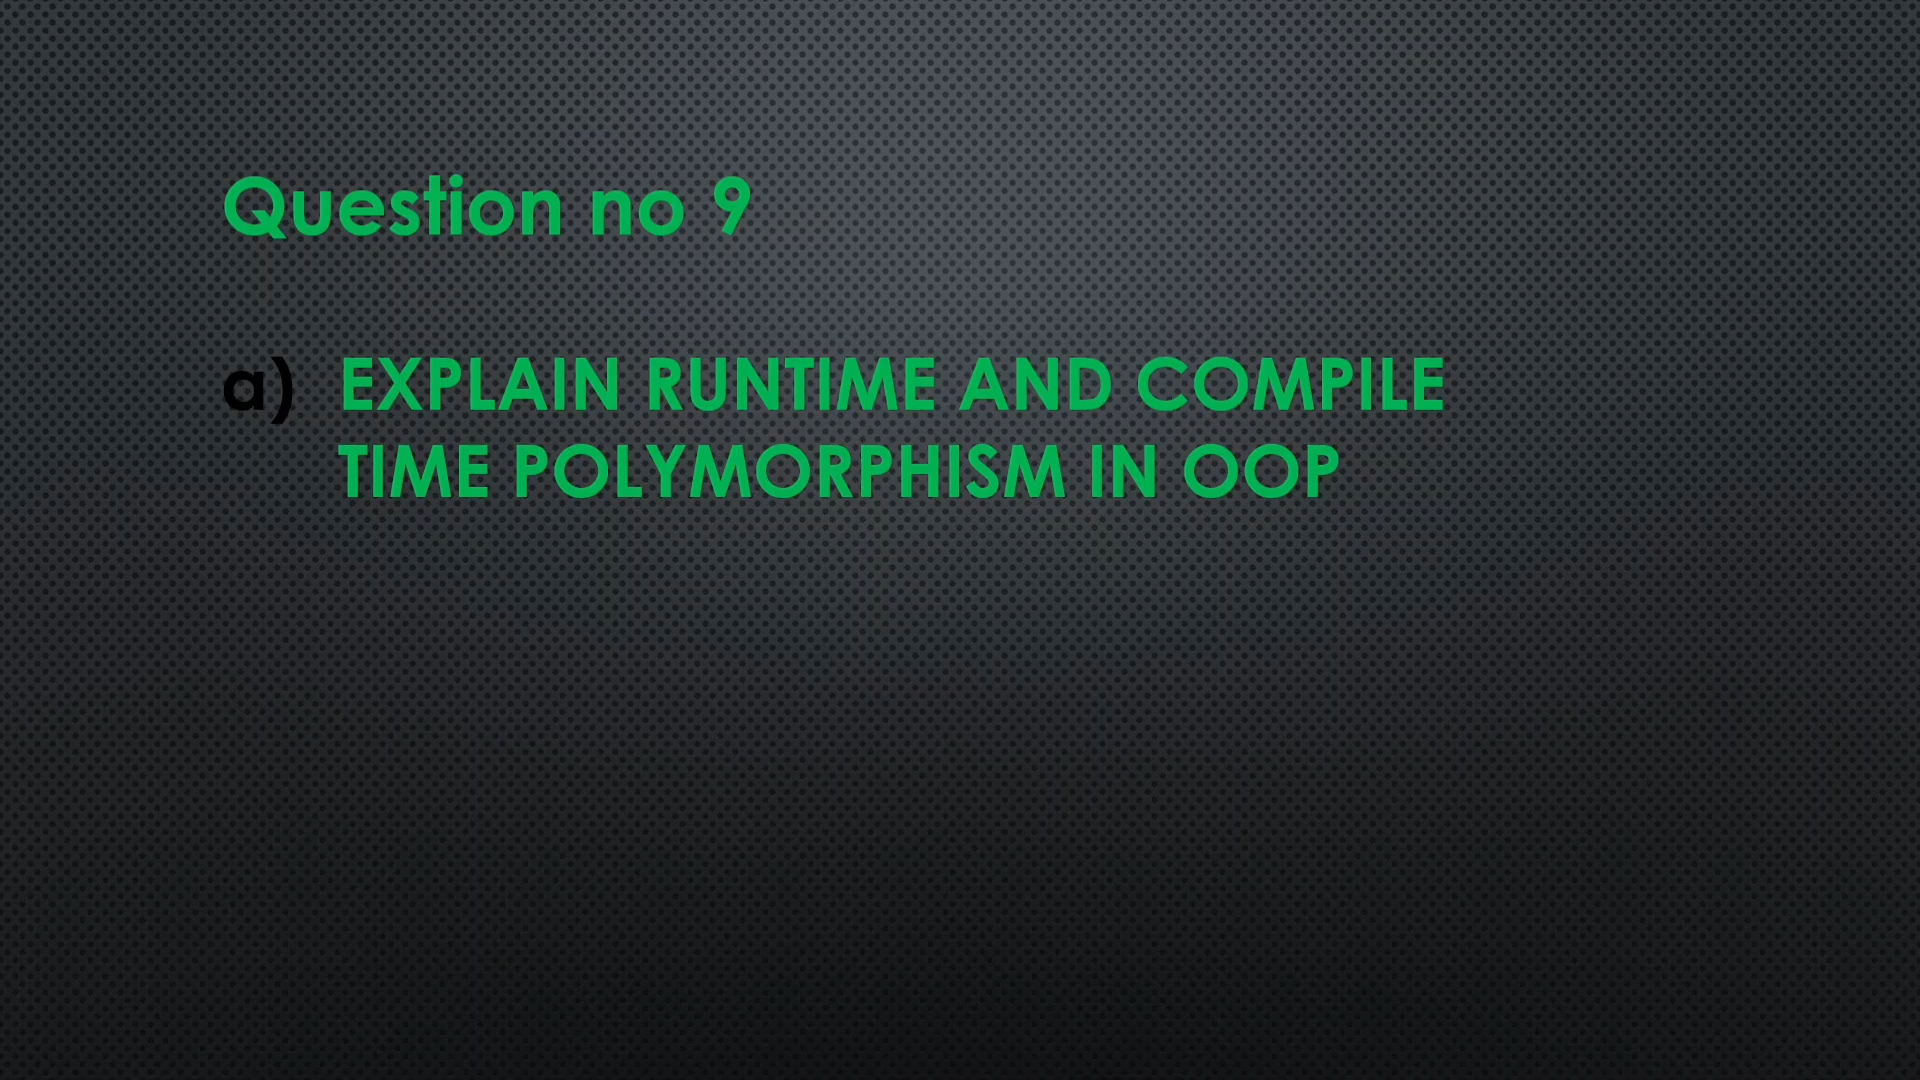 Question no 9
a) EXPLAIN RUNTIME AND COMPILE
TIME POLYMORPHISM IN OOP